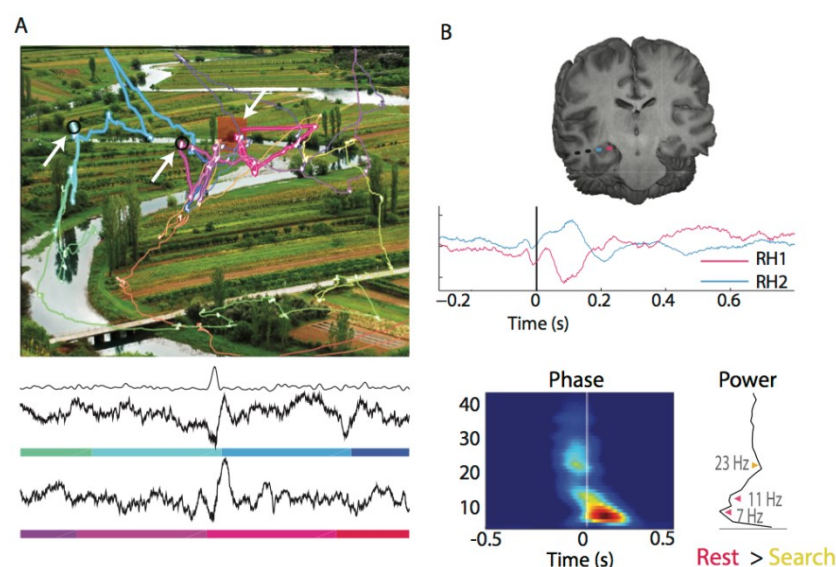 A
B
RH1
RH2
−0.2 0 0.2 0.4 0.6
Time (s)
Phase
Power
40
30
20
10
23 Hz
11 Hz
7 Hz
-0.5 0 0.5
Time (s)
Rest > Search